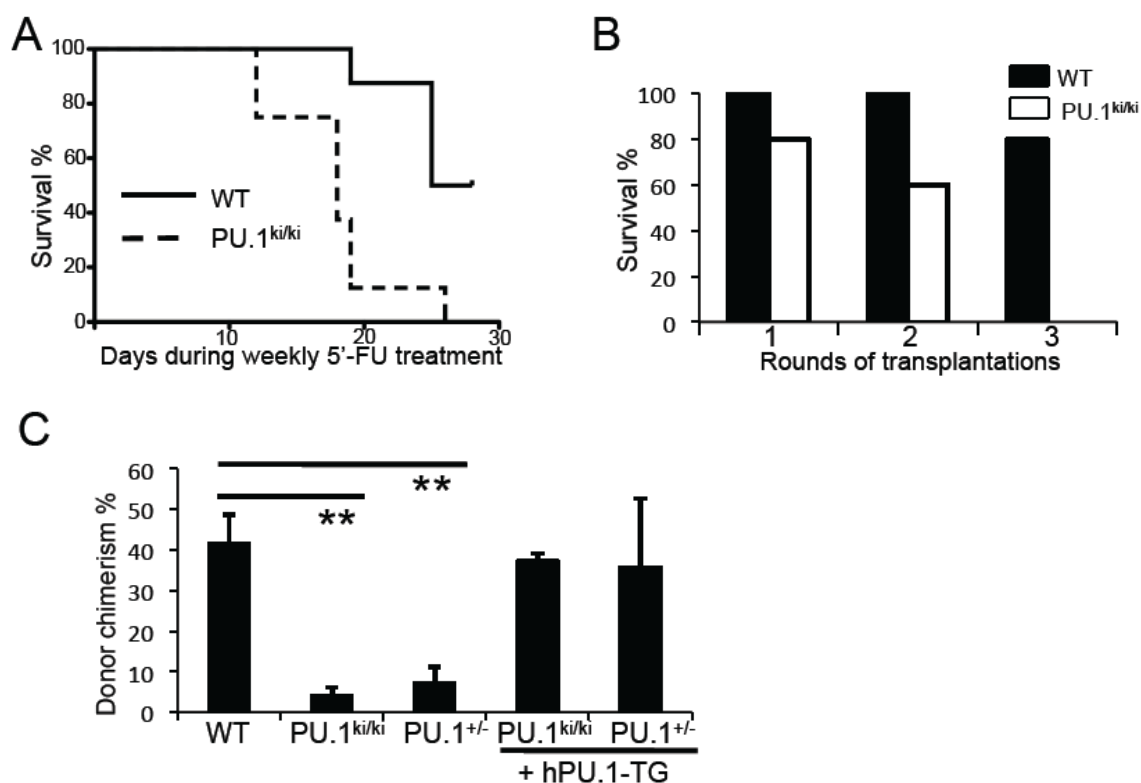 A
100
80
60
40
20
0
Survival %
WT
PU.1ki/ki
10
20
30
Days during weekly 5'-FU treatment
B
WT
PU.1ki/ki
100
80
60
40
20
0
Survival %
1
2
3
Rounds of transplantations
C
60
50
40
30
20
10
0
Donor chimerism %
**
**
WT
PU.1ki/ki
PU.1+/-
PU.1ki/ki
PU.1+/-
+ hPU.1-TG